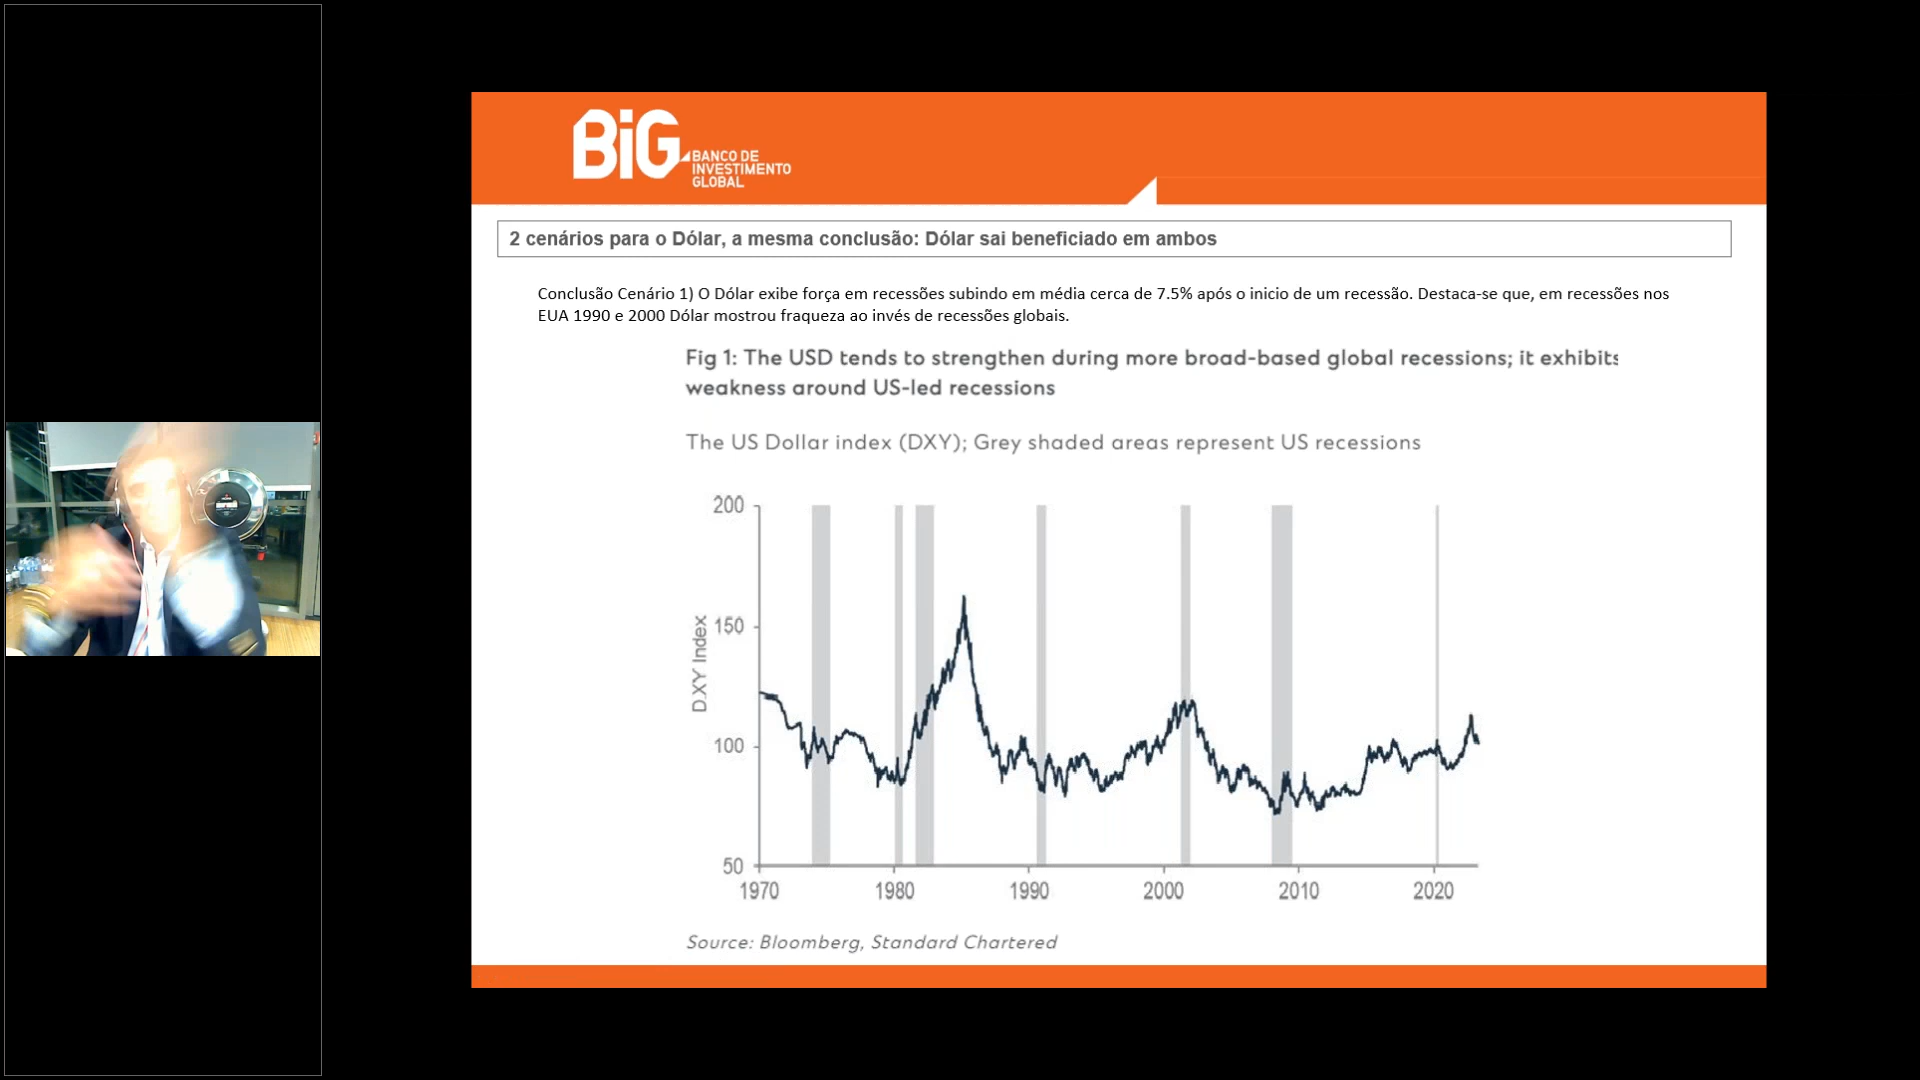 BiG
BANCO DE
INVESTIMENTO
GLOBAL
2 cenários para o Dólar, a mesma conclusão: Dólar sai beneficiado em ambos
Conclusão Cenário 1) O Dólar exibe força em recessões subindo em média cerca de 7.5% após o inicio de um recessão. Destaca-se que, em recessões nos
EUA 1990 e 2000 Dólar mostrou fraqueza ao invés de recessões globais.
Fig 1: The USD tends to strengthen during more broad-based global recessions; it exhibits
weakness around US-led recessions
The US Dollar index (DXY); Grey shaded areas represent US recessions
200
150
100
50
DXY Index
1970 1980 1990 2000 2010 2020
Source: Bloomberg, Standard Chartered